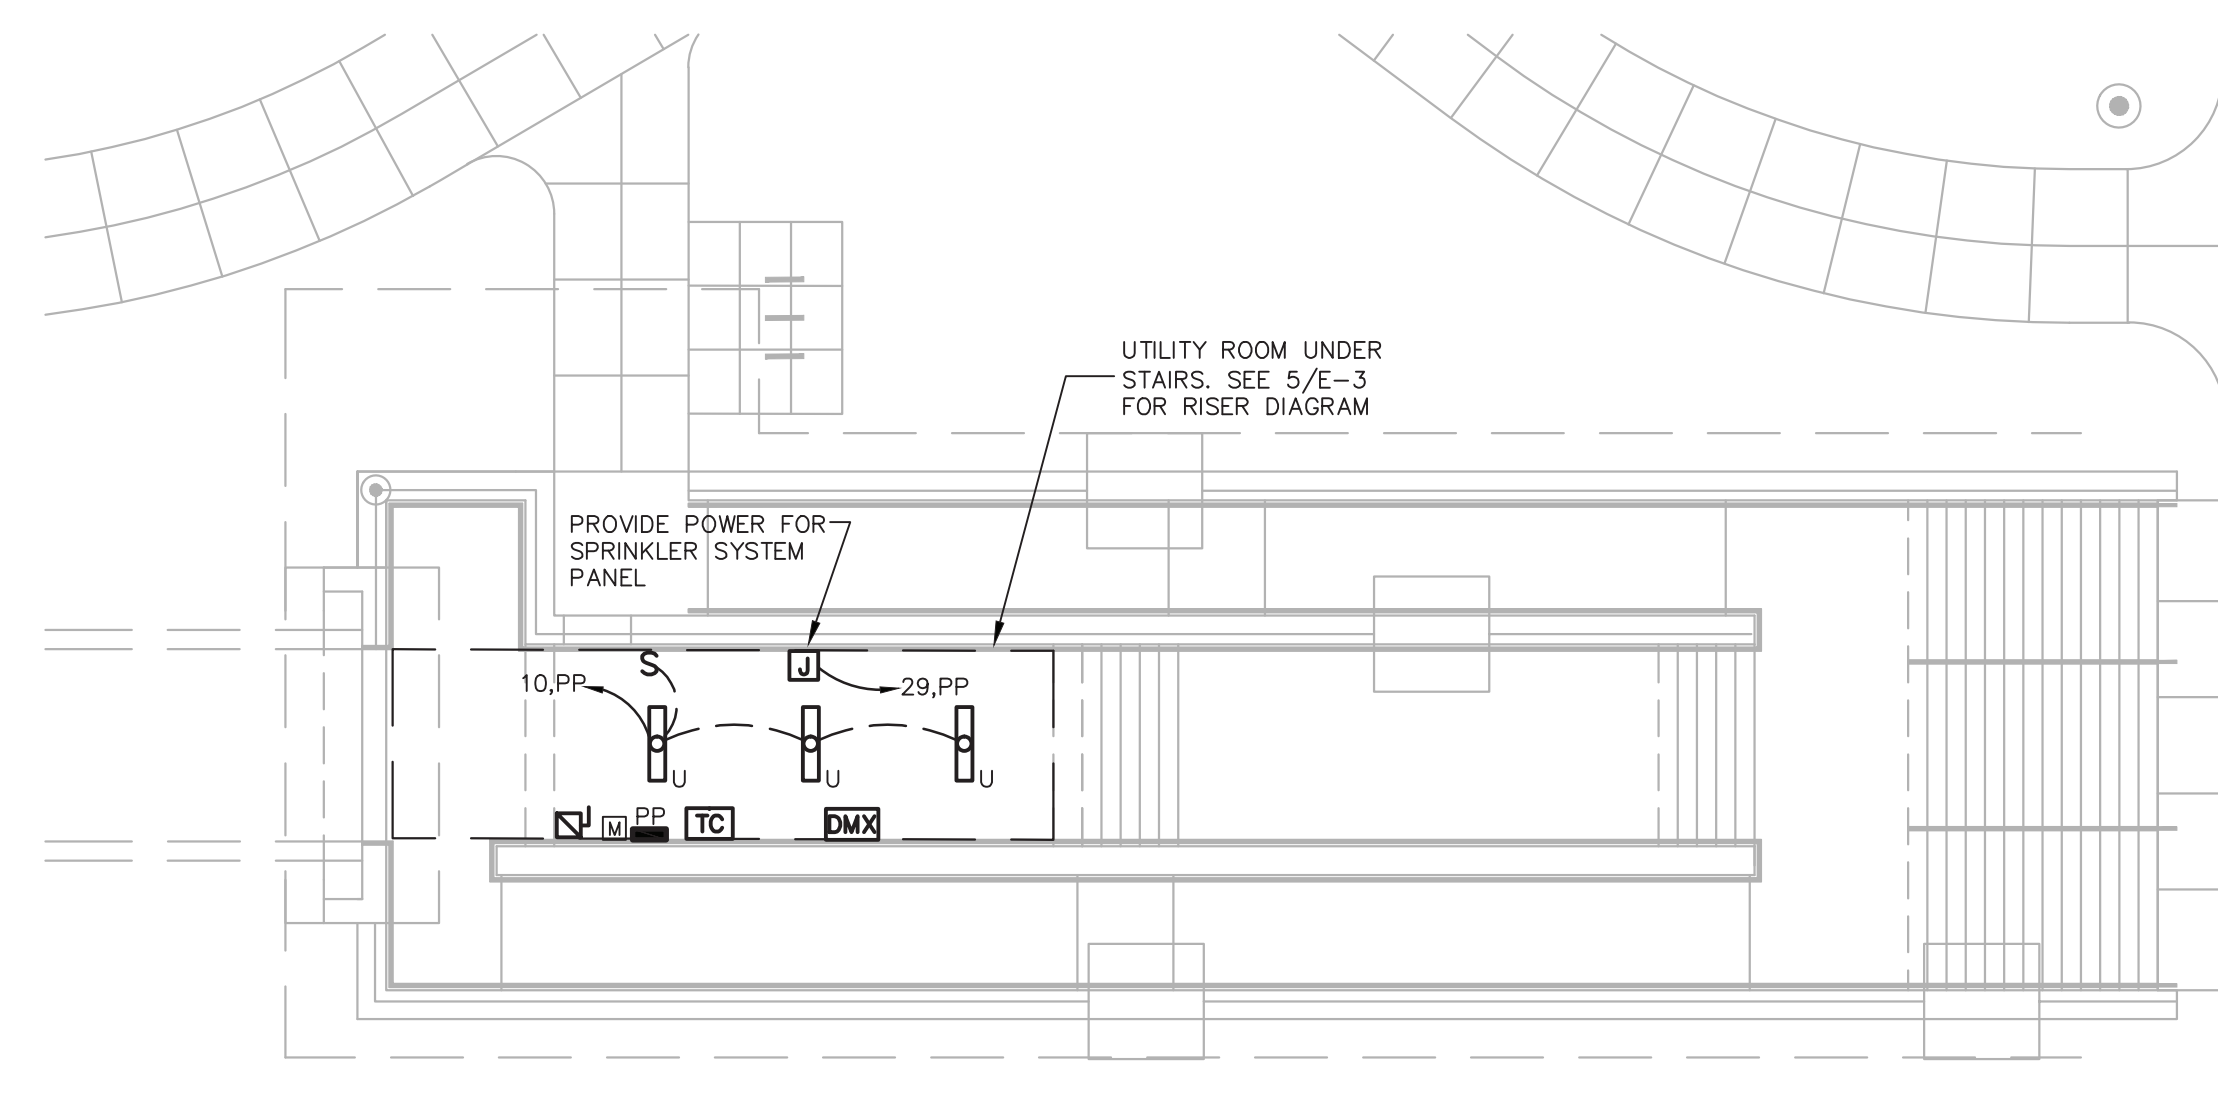 UTILITY ROOM UNDER
STAIRS. SEE 5/E-3
FOR RISER DIAGRAM
PROVIDE POWER FOR
SPRINKLER SYSTEM
PANEL
S
J
10,PP
29,PP
U
U
U
M
PP
TC
DMX